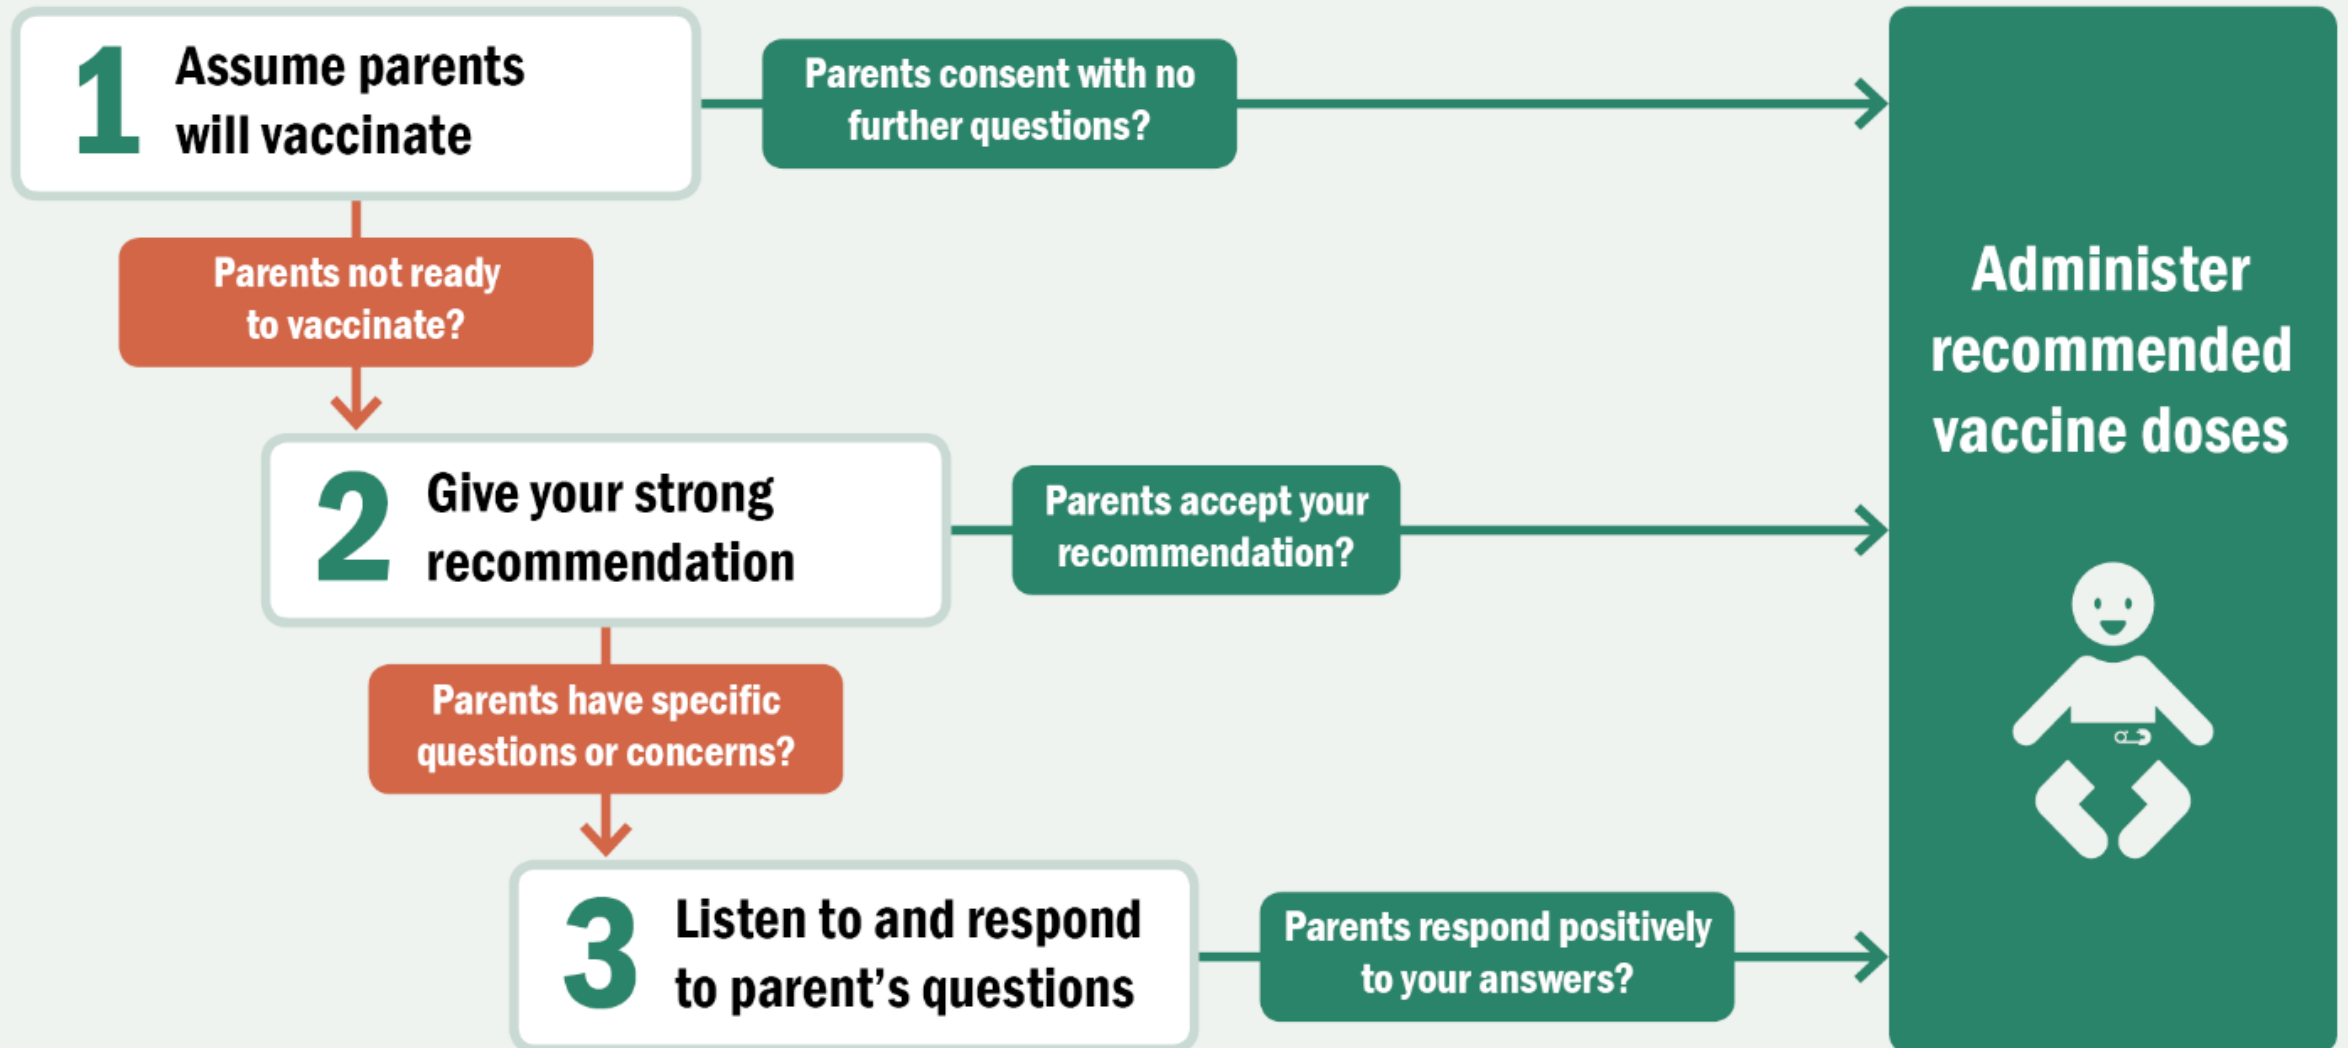 1
Assume parents
will vaccinate
Parents consent with no
further questions?
Parents not ready
to vaccinate?
2
Give your strong
recommendation
Parents accept your
recommendation?
Parents have specific
questions or concerns?
3
Listen to and respond
to parent’s questions
Parents respond positively
to your answers?
Administer
recommended
vaccine doses